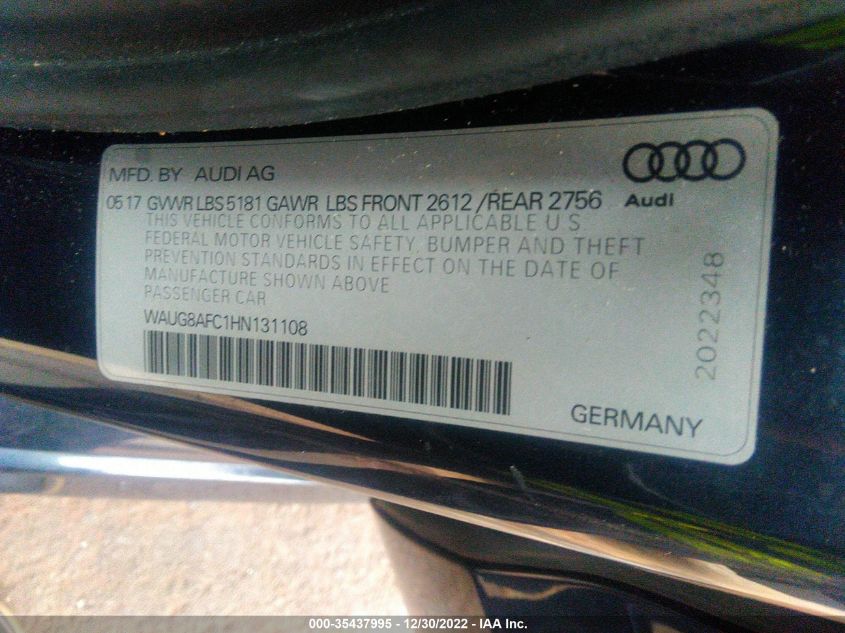 MFD. BY AUDI AG
0517 GVWR LBS 5181 GAWR LBS FRONT 2612 /REAR 2756
Audi
THIS VEHICLE CONFORMS TO ALL APPLICABLE U S
FEDERAL MOTOR VEHICLE SAFETY, BUMPER AND THEFT
PREVENTION STANDARDS IN EFFECT ON THE DATE OF
MANUFACTURE SHOWN ABOVE
PASSENGER CAR
WAUG8AFC1HN131108
2022348
GERMANY
000-35437995 - 12/30/2022 - IAA Inc.